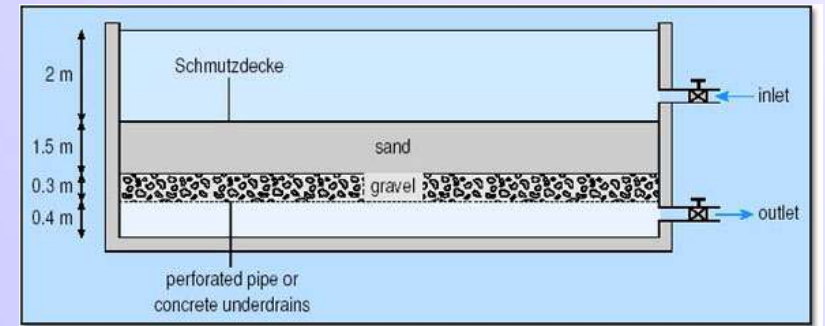 Schmutzdecke
2 m
inlet
1.5 m
sand
0.3 m
gravel
0.4 m
outlet
perforated pipe or
concrete underdrains